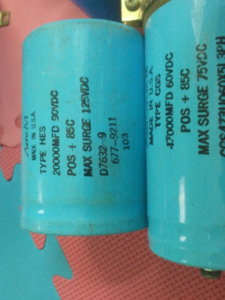 MADE IN U.S.A.
TYPE HES
20000MFD 90VDC
POS + 85C
MAX SURGE 125VDC
D7632-9
677-9211
103
MADE IN U.S.A.
TYPE CGS
47000MFD 60VDC
POS + 85C
MAX SURGE 75VDC